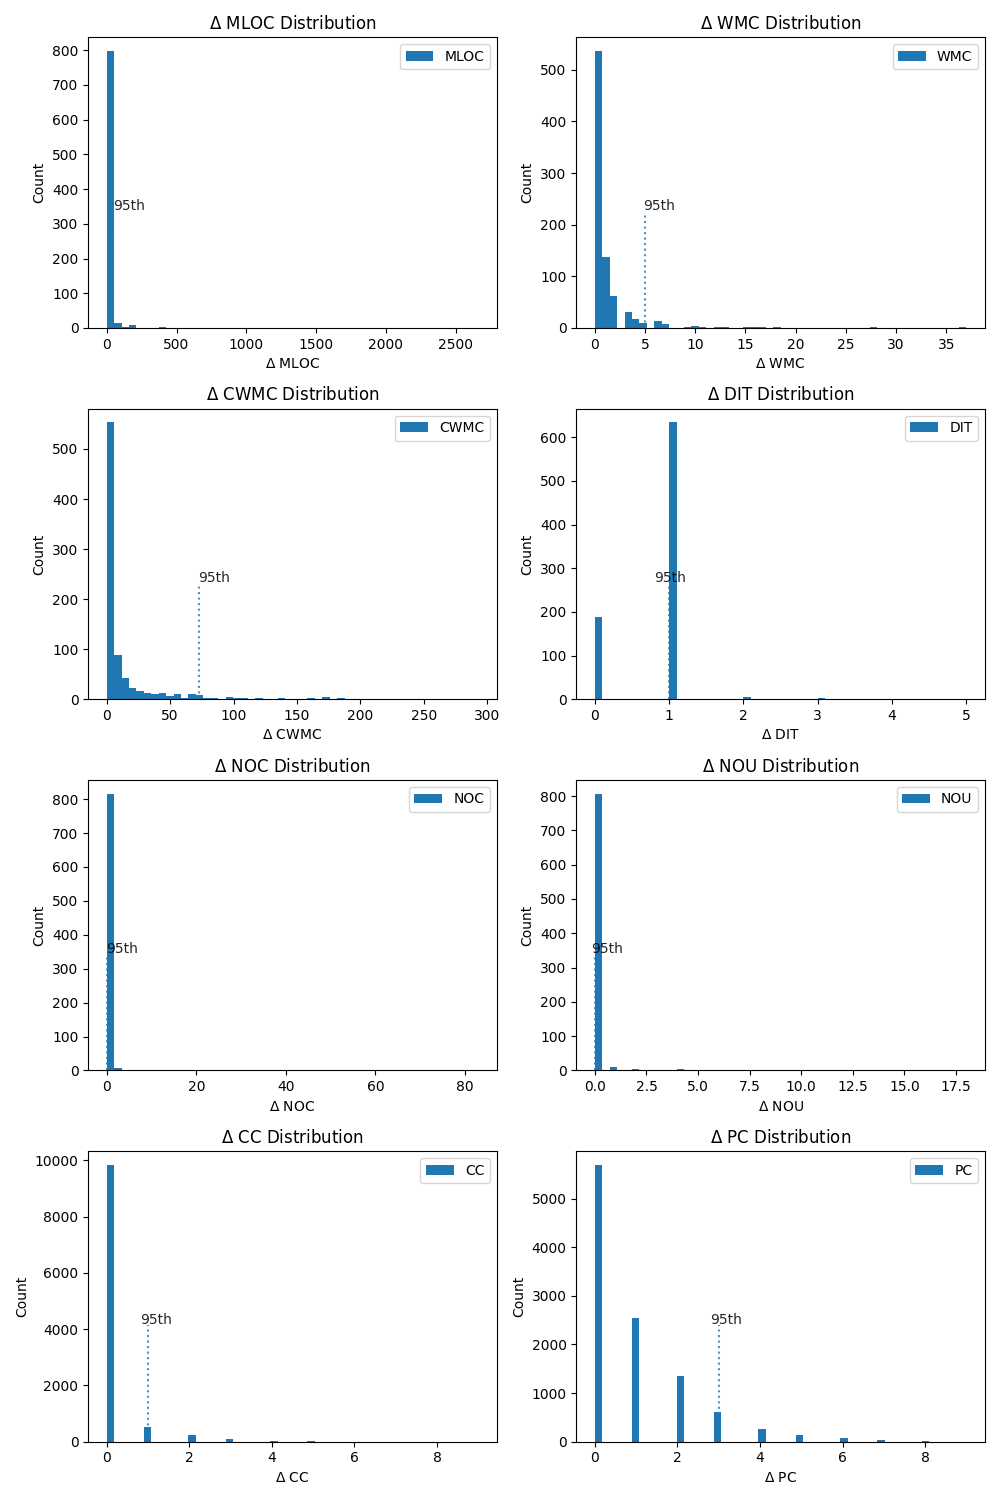 Δ MLOC Distribution
MLOC
800
700
600
500
400
300
200
100
0
Count
95th
0 500 1000 1500 2000 2500
Δ MLOC
Δ WMC Distribution
WMC
500
400
300
200
100
0
Count
95th
0 5 10 15 20 25 30 35
Δ WMC
Δ CWMC Distribution
CWMC
500
400
300
200
100
0
Count
95th
0 50 100 150 200 250 300
Δ CWMC
Δ DIT Distribution
DIT
600
500
400
300
200
100
0
Count
95th
0 1 2 3 4 5
Δ DIT
Δ NOC Distribution
NOC
800
700
600
500
400
300
200
100
0
Count
95th
0 20 40 60 80
Δ NOC
Δ NOU Distribution
NOU
800
700
600
500
400
300
200
100
0
Count
95th
0.0 2.5 5.0 7.5 10.0 12.5 15.0 17.5
Δ NOU
Δ CC Distribution
CC
10000
8000
6000
4000
2000
0
Count
95th
0 2 4 6 8
Δ CC
Δ PC Distribution
PC
5000
4000
3000
2000
1000
0
Count
95th
0 2 4 6 8
Δ PC